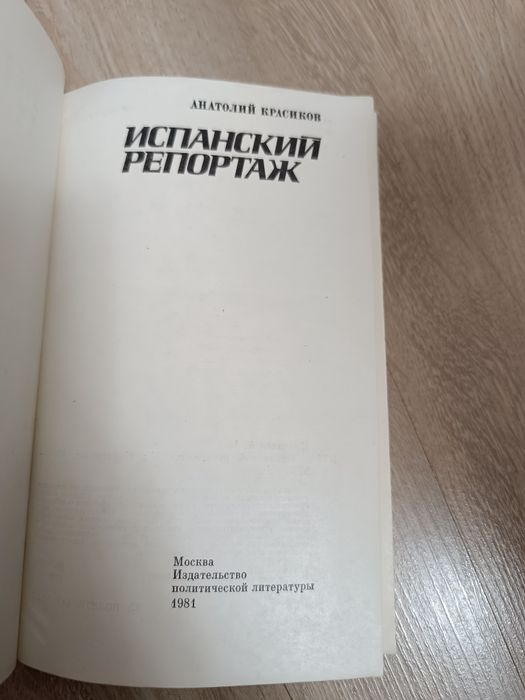 АНАТОЛИЙ КРАСИКОВ
ИСПАНСКИЙ
РЕПОРТАЖ
Москва
Издательство
политической литературы
1981